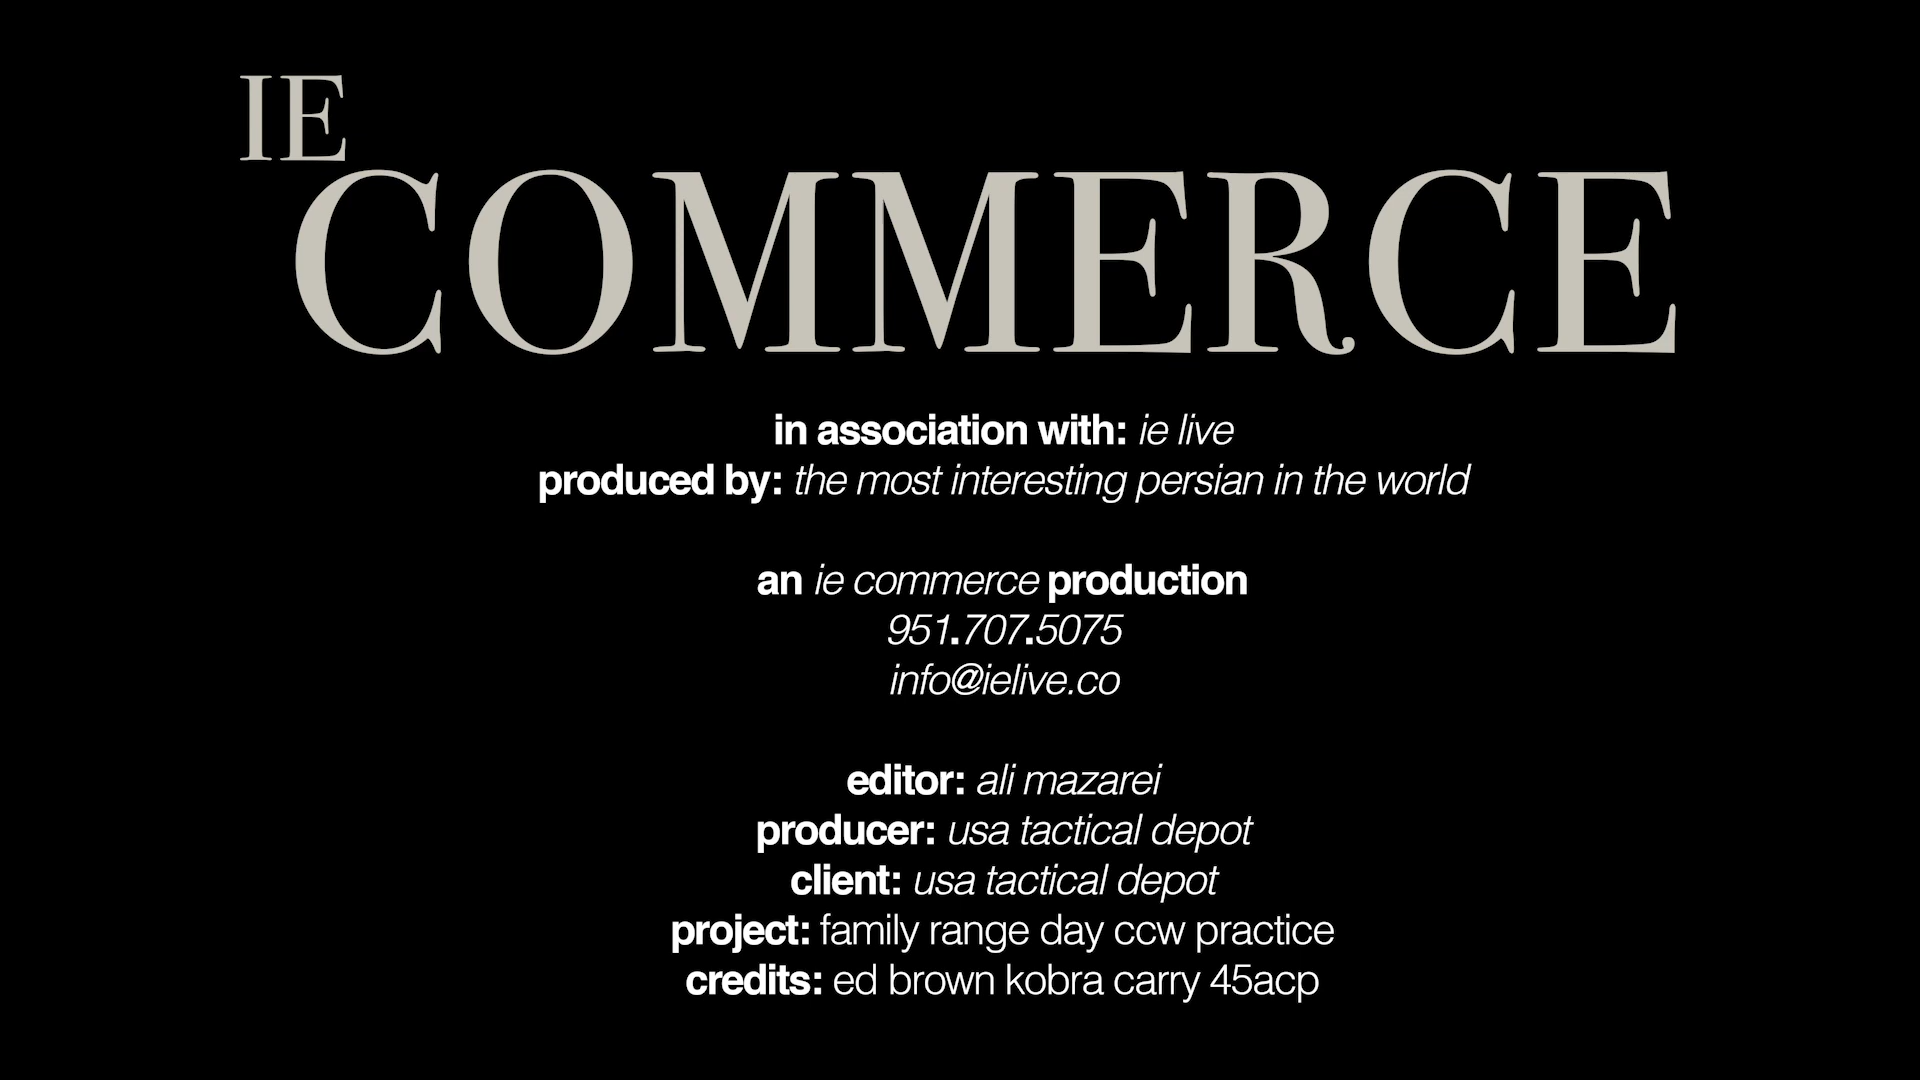 IE
COMMERCE
in association with: ie live
produced by: the most interesting persian in the world
an ie commerce production
951.707.5075
info@ielive.co
editor: ali mazarei
producer: usa tactical depot
client: usa tactical depot
project: family range day ccw practice
credits: ed brown kobra carry 45acp